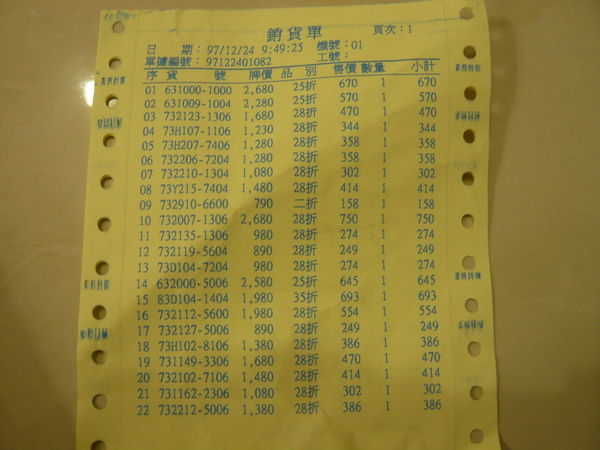 銷貨單
頁次:1
日 期: 97/12/24 9:49:25 機號:01
單據編號: 97122401082 工號:
序 貨 號 牌價 品 別 售價 數量 小計
01 631000-1000 2,680 25折 670 1 670
02 631009-1004 2,280 25折 570 1 570
03 732123-1306 1,680 28折 470 1 470
04 73H107-1106 1,230 28折 344 1 344
05 73H207-7406 1,280 28折 358 1 358
06 732206-7204 1,280 28折 358 1 358
07 732210-1304 1,080 28折 302 1 302
08 73Y215-7404 1,480 28折 414 1 414
09 732910-6600 790 二折 158 1 158
10 732007-1306 2,680 28折 750 1 750
11 732135-1306 980 28折 274 1 274
12 732119-5604 890 28折 249 1 249
13 73D104-7204 980 28折 274 1 274
14 632000-5006 2,580 25折 645 1 645
15 83D104-1404 1,980 35折 693 1 693
16 732112-5600 1,980 28折 554 1 554
17 732127-5006 890 28折 249 1 249
18 73H102-8106 1,380 28折 386 1 386
19 731149-3306 1,680 28折 470 1 470
20 732102-7106 1,480 28折 414 1 414
21 731162-2306 1,080 28折 302 1 302
22 732212-5006 1,380 28折 386 1 386